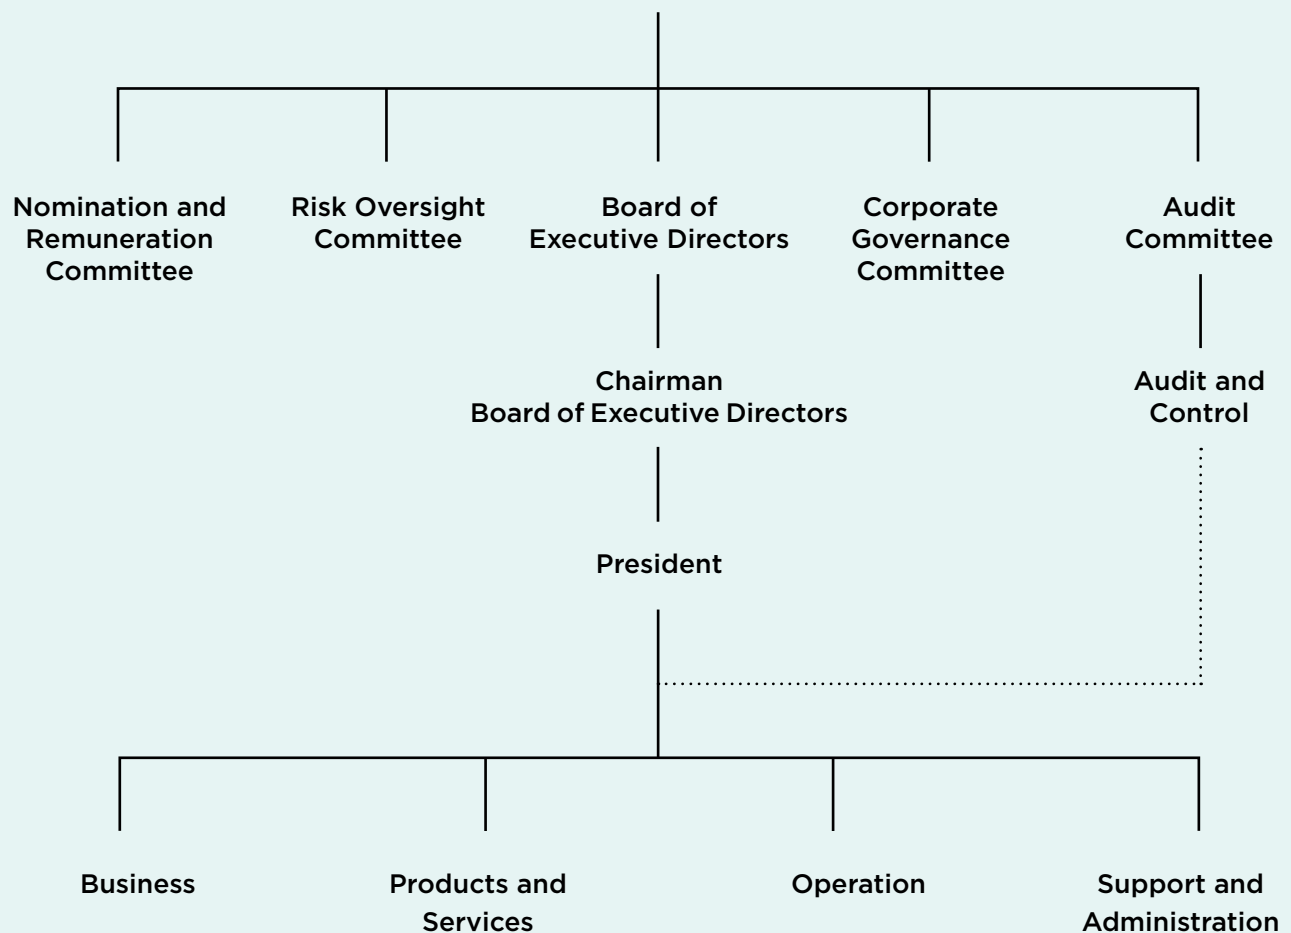 Nomination and
Remuneration
Committee
Risk Oversight
Committee
Board of
Executive Directors
Corporate
Governance
Committee
Audit
Committee
Chairman
Board of Executive Directors
Audit and
Control
President
Business
Products and
Services
Operation
Support and
Administration